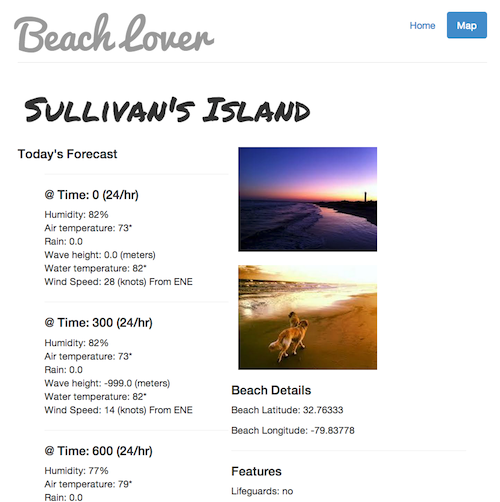 Beach Lover
Home
Map
Sullivan's Island
Today's Forecast
@ Time: 0 (24/hr)
Humidity: 82%
Air temperature: 73*
Rain: 0.0
Wave height: 0.0 (meters)
Water temperature: 82*
Wind Speed: 28 (knots) From ENE
@ Time: 300 (24/hr)
Humidity: 82%
Air temperature: 73*
Rain: 0.0
Wave height: -999.0 (meters)
Water temperature: 82*
Wind Speed: 14 (knots) From ENE
@ Time: 600 (24/hr)
Humidity: 77%
Air temperature: 79*
Rain: 0.0
Beach Details
Beach Latitude: 32.76333
Beach Longitude: -79.83778
Features
Lifeguards: no